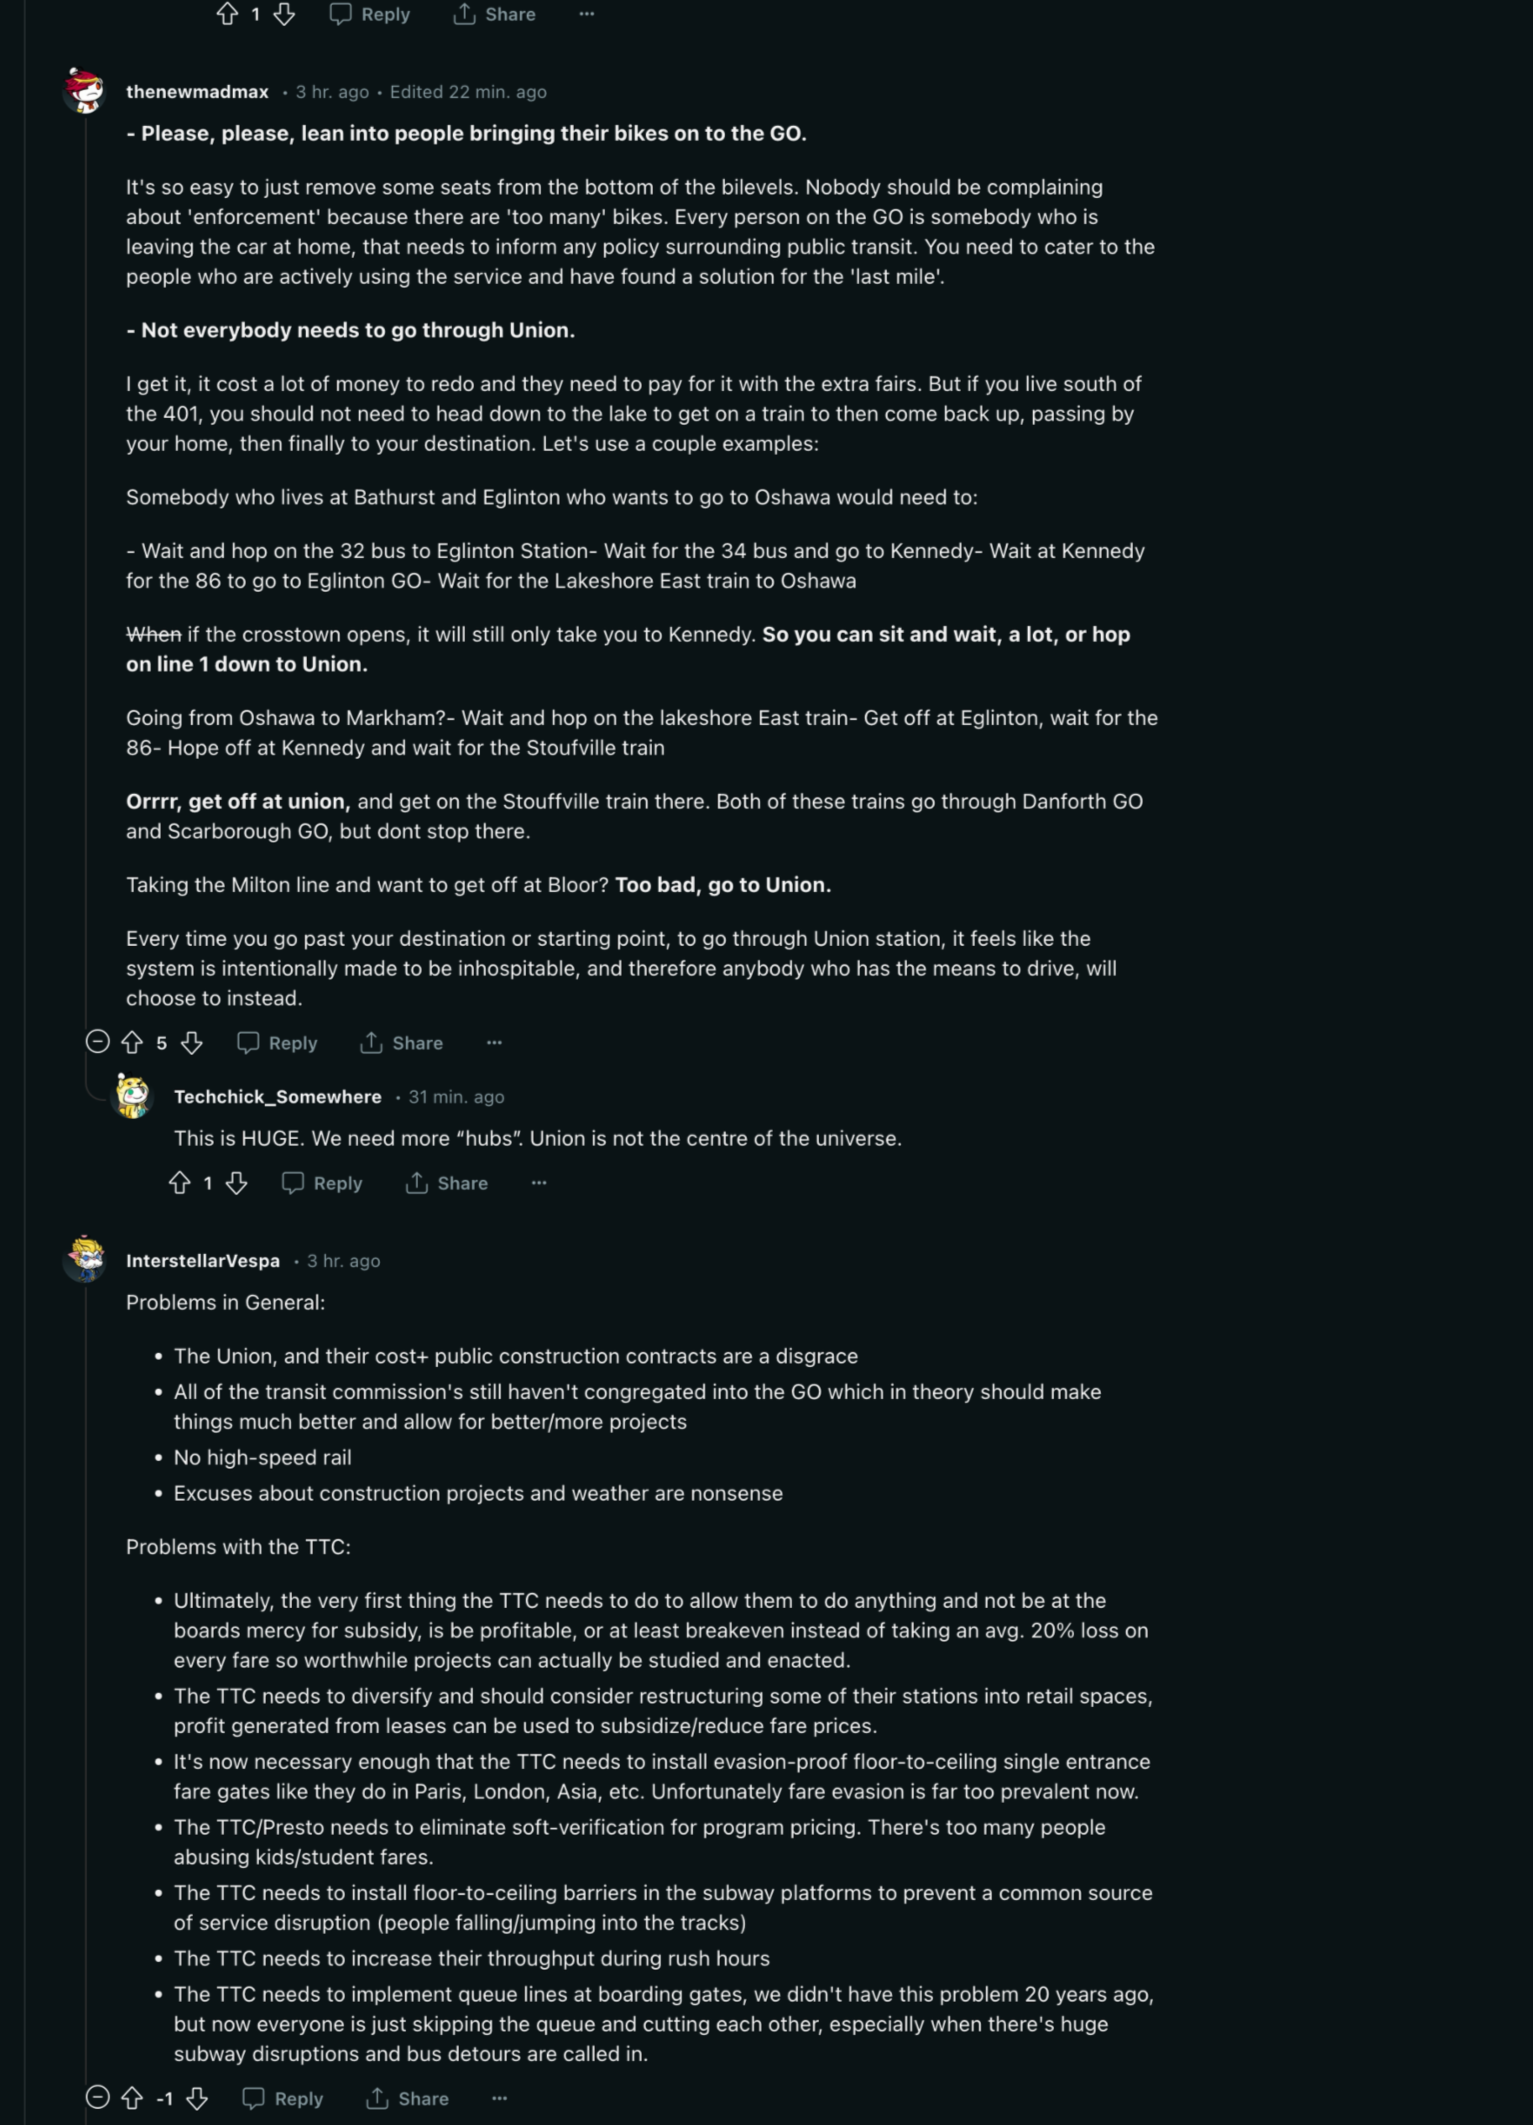 1 Reply Share ...
thenewmadmax • 3 hr. ago • Edited 22 min. ago
- Please, please, lean into people bringing their bikes on to the GO.
It's so easy to just remove some seats from the bottom of the bilevels. Nobody should be complaining
about 'enforcement' because there are 'too many' bikes. Every person on the GO is somebody who is
leaving the car at home, that needs to inform any policy surrounding public transit. You need to cater to the
people who are actively using the service and have found a solution for the 'last mile'.
- Not everybody needs to go through Union.
I get it, it cost a lot of money to redo and they need to pay for it with the extra fairs. But if you live south of
the 401, you should not need to head down to the lake to get on a train to then come back up, passing by
your home, then finally to your destination. Let's use a couple examples:
Somebody who lives at Bathurst and Eglinton who wants to go to Oshawa would need to:
- Wait and hop on the 32 bus to Eglinton Station- Wait for the 34 bus and go to Kennedy- Wait at Kennedy
for the 86 to go to Eglinton GO- Wait for the Lakeshore East train to Oshawa
When if the crosstown opens, it will still only take you to Kennedy. So you can sit and wait, a lot, or hop
on line 1 down to Union.
Going from Oshawa to Markham?- Wait and hop on the lakeshore East train- Get off at Eglinton, wait for the
86- Hope off at Kennedy and wait for the Stoufville train
Orrrr, get off at union, and get on the Stouffville train there. Both of these trains go through Danforth GO
and Scarborough GO, but dont stop there.
Taking the Milton line and want to get off at Bloor? Too bad, go to Union.
Every time you go past your destination or starting point, to go through Union station, it feels like the
system is intentionally made to be inhospitable, and therefore anybody who has the means to drive, will
choose to instead.
5 Reply Share ...
Techchick_Somewhere • 31 min. ago
This is HUGE. We need more “hubs”. Union is not the centre of the universe.
1 Reply Share ...
InterstellarVespa • 3 hr. ago
Problems in General:
• The Union, and their cost+ public construction contracts are a disgrace
• All of the transit commission's still haven't congregated into the GO which in theory should make
things much better and allow for better/more projects
• No high-speed rail
• Excuses about construction projects and weather are nonsense
Problems with the TTC:
• Ultimately, the very first thing the TTC needs to do to allow them to do anything and not be at the
boards mercy for subsidy, is be profitable, or at least breakeven instead of taking an avg. 20% loss on
every fare so worthwhile projects can actually be studied and enacted.
• The TTC needs to diversify and should consider restructuring some of their stations into retail spaces,
profit generated from leases can be used to subsidize/reduce fare prices.
• It's now necessary enough that the TTC needs to install evasion-proof floor-to-ceiling single entrance
fare gates like they do in Paris, London, Asia, etc. Unfortunately fare evasion is far too prevalent now.
• The TTC/Presto needs to eliminate soft-verification for program pricing. There's too many people
abusing kids/student fares.
• The TTC needs to install floor-to-ceiling barriers in the subway platforms to prevent a common source
of service disruption (people falling/jumping into the tracks)
• The TTC needs to increase their throughput during rush hours
• The TTC needs to implement queue lines at boarding gates, we didn't have this problem 20 years ago,
but now everyone is just skipping the queue and cutting each other, especially when there's huge
subway disruptions and bus detours are called in.
-1 Reply Share ...